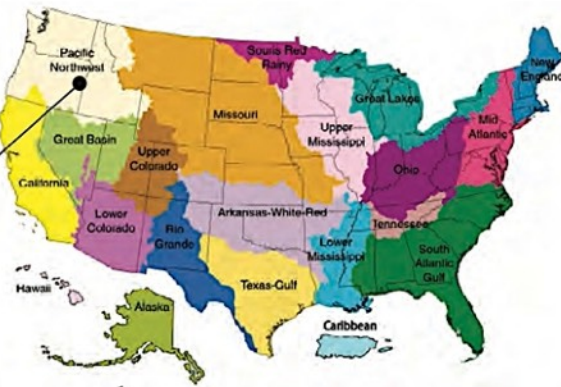 Pacific
Northwest
Souris Red
Rainy
New
England
Great Lakes
Missouri
Mid
Atlantic
Upper
Mississippi
Great Basin
Upper
Colorado
Ohio
California
Lower
Colorado
Arkansas-White-Red
Tennessee
Rio
Grande
Lower
Mississippi
South
Atlantic
Gulf
Texas-Gulf
Hawaii
Alaska
Caribbean